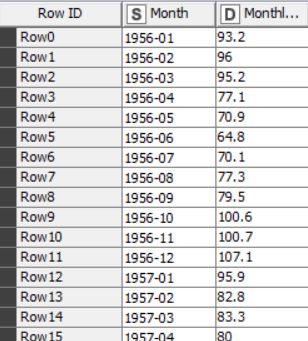 Row ID S Month D Monthl...
Row0 1956-01 93.2
Row1 1956-02 96
Row2 1956-03 95.2
Row3 1956-04 77.1
Row4 1956-05 70.9
Row5 1956-06 64.8
Row6 1956-07 70.1
Row7 1956-08 77.3
Row8 1956-09 79.5
Row9 1956-10 100.6
Row10 1956-11 100.7
Row11 1956-12 107.1
Row12 1957-01 95.9
Row13 1957-02 82.8
Row14 1957-03 83.3
Row15 1957-04 80